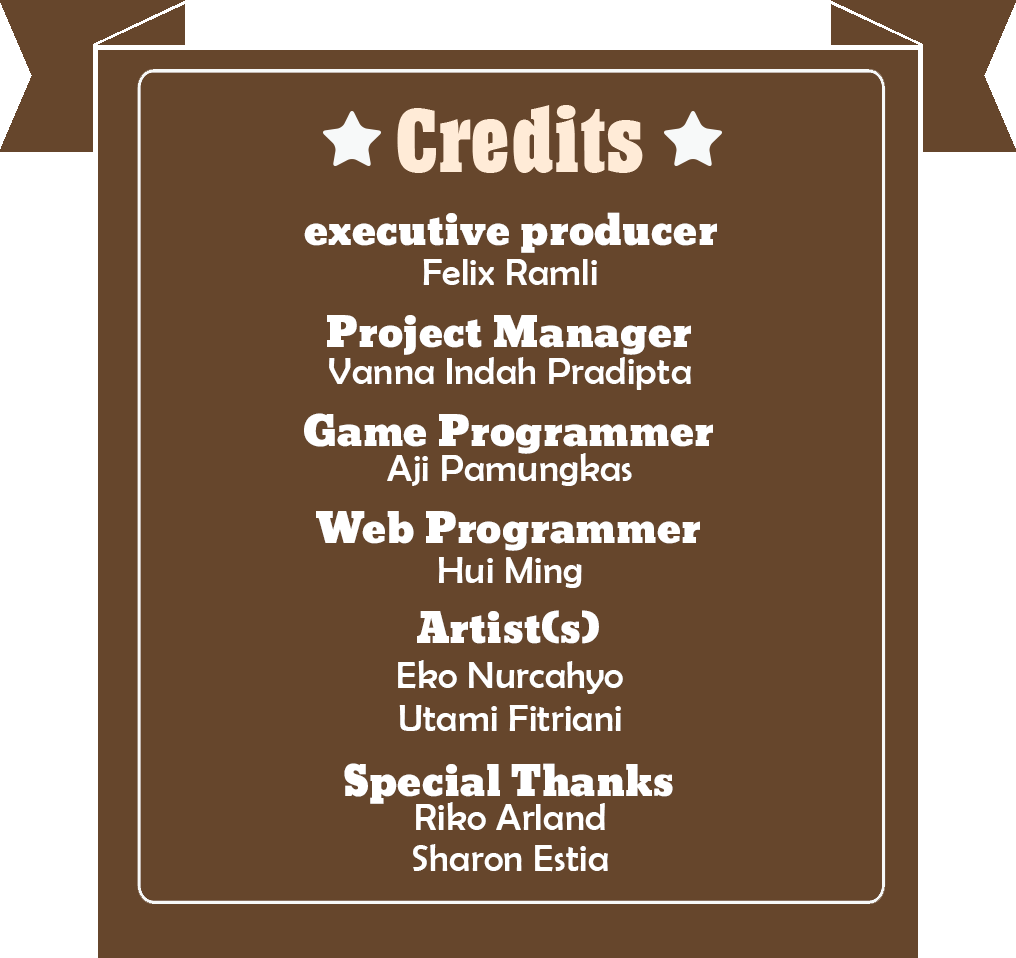 Credits
executive producer
Felix Ramli
Project Manager
Vanna Indah Pradipta
Game Programmer
Aji Pamungkas
Web Programmer
Hui Ming
Artist(s)
Eko Nurcahyo
Utami Fitriani
Special Thanks
Riko Arland
Sharon Estia